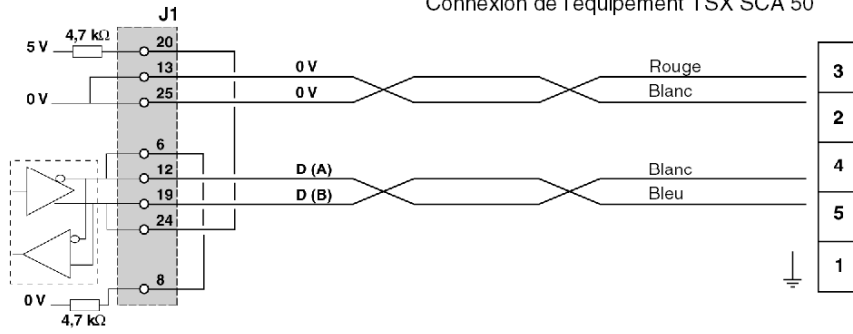 Connexion de l'équipement TSX SCA 50
J1
4,7 kΩ
5 V
20
13
0 V
Rouge
3
0 V
25
0 V
Blanc
2
6
12
D (A)
Blanc
4
19
D (B)
Bleu
5
24
1
8
0 V
4,7 kΩ